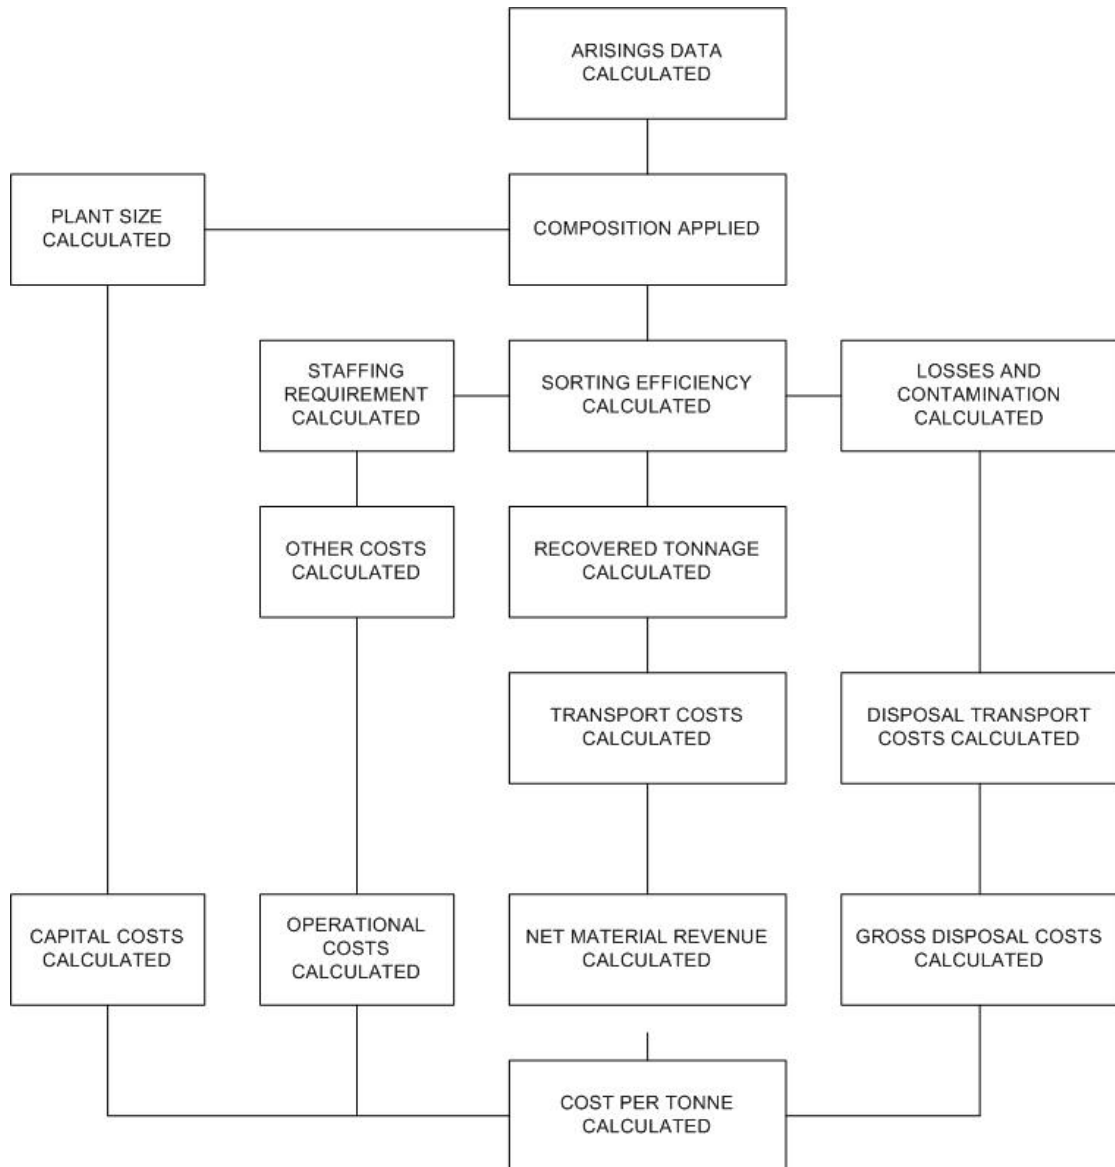 ARISINGS DATA
CALCULATED
PLANT SIZE
CALCULATED
COMPOSITION APPLIED
STAFFING
REQUIREMENT
CALCULATED
SORTING EFFICIENCY
CALCULATED
LOSSES AND
CONTAMINATION
CALCULATED
OTHER COSTS
CALCULATED
RECOVERED TONNAGE
CALCULATED
TRANSPORT COSTS
CALCULATED
DISPOSAL TRANSPORT
COSTS CALCULATED
CAPITAL COSTS
CALCULATED
OPERATIONAL
COSTS
CALCULATED
NET MATERIAL REVENUE
CALCULATED
GROSS DISPOSAL COSTS
CALCULATED
COST PER TONNE
CALCULATED